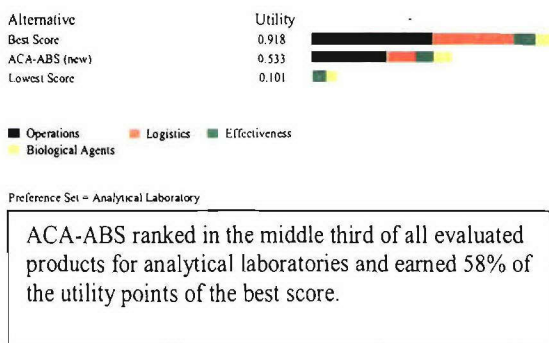 Alternative Utility
Best Score 0.918
ACA-ABS (new) 0.533
Lowest Score 0.101
Operations Logistics Effectiveness
Biological Agents
Preference Set = Analytical Laboratory
ACA-ABS ranked in the middle third of all evaluated
products for analytical laboratories and earned 58% of
the utility points of the best score.